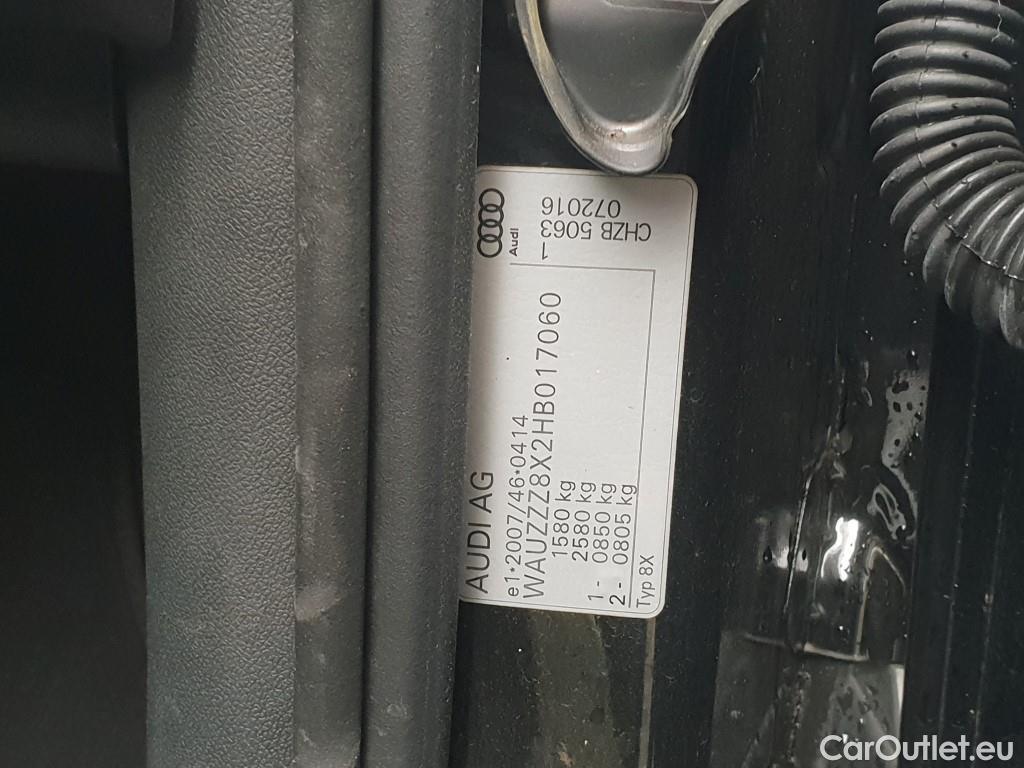 AUDI AG
Audi
e1*2007/46*0414
WAUZZZ8X2HB017060
1580 kg
2580 kg
1 - 0850 kg
2 - 0805 kg
Typ 8X
CHZB 5063
072016
CarOutlet.eu